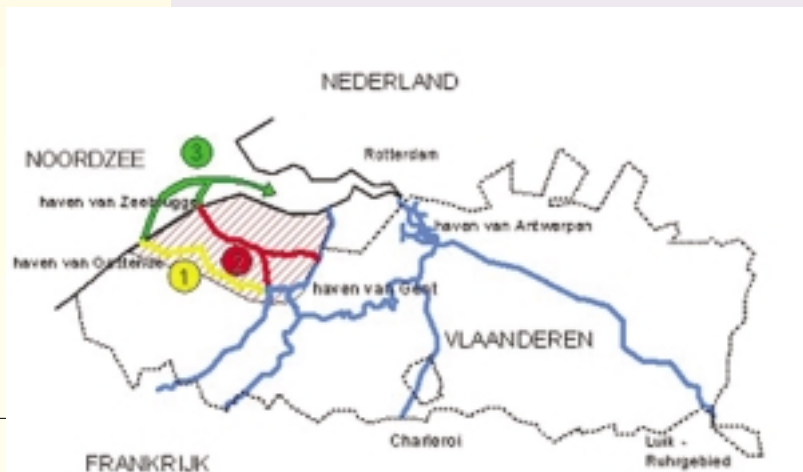 NEDERLAND
NOORDZEE
3
Rotterdam
haven van Zeebrugge
haven van Antwerpen
haven van Oostende
1
2
haven van Gent
VLAANDEREN
Charleroi
Luik -
Ruhrgebied
FRANKRIJK